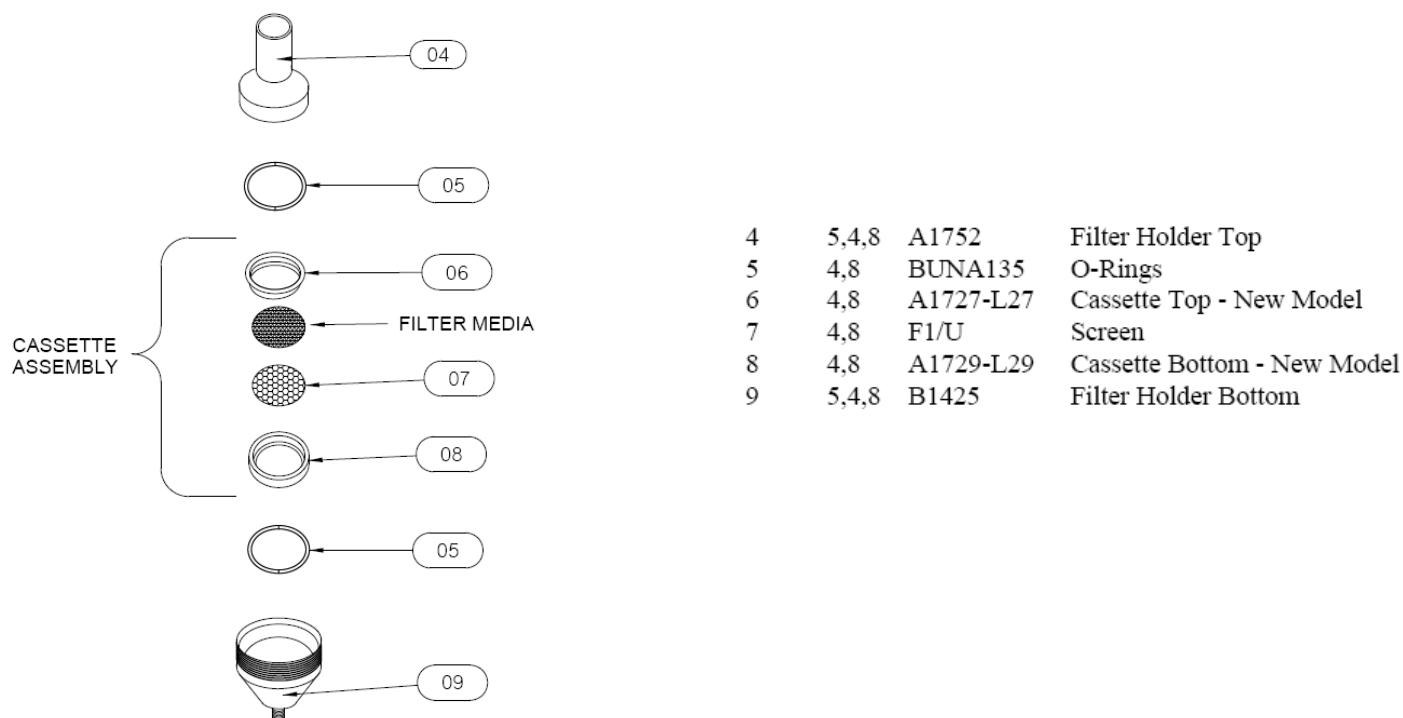 04
05
06
FILTER MEDIA
CASSETTE
ASSEMBLY
07
08
05
09
4 5,4,8 A1752 Filter Holder Top
5 4,8 BUNA135 O-Rings
6 4,8 A1727-L27 Cassette Top - New Model
7 4,8 F1/U Screen
8 4,8 A1729-L29 Cassette Bottom - New Model
9 5,4,8 B1425 Filter Holder Bottom